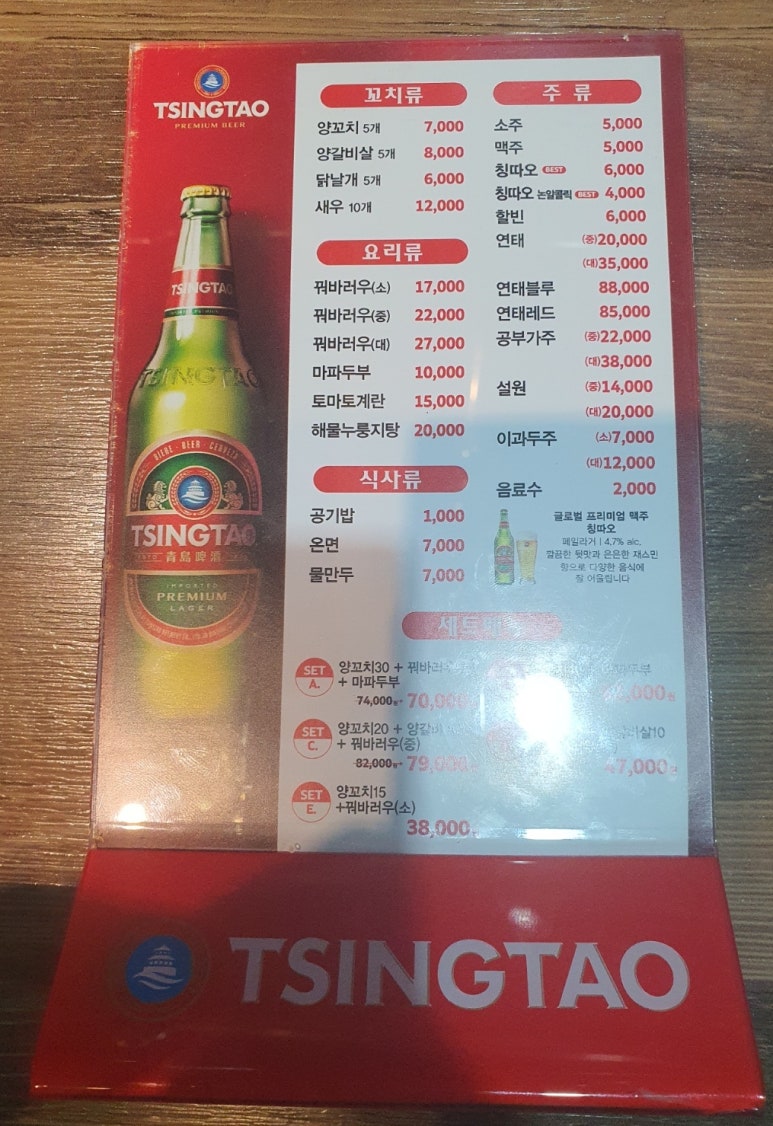 TSINGTAO
PREMIUM BEER
꼬치류
양꼬치 5개 7,000
양갈비살 5개 8,000
닭날개 5개 6,000
새우 10개 12,000
요리류
꿔바러우(소) 17,000
꿔바러우(중) 22,000
꿔바러우(대) 27,000
마파두부 10,000
토마토계란 15,000
해물누룽지탕 20,000
식사류
공기밥 1,000
온면 7,000
물만두 7,000
주 류
소주 5,000
맥주 5,000
칭따오 BEST 6,000
칭따오 논알콜릭 BEST 4,000
할빈 6,000
연태 (중)20,000
(대)35,000
연태블루 88,000
연태레드 85,000
공부가주 (중)22,000
(대)38,000
설원 (중)14,000
(대)20,000
이과두주 (소)7,000
(대)12,000
음료수 2,000
글로벌 프리미엄 맥주
칭따오
페일라거 | 4.7% alc.
깔끔한 뒷맛과 은은한 재스민
향으로 다양한 음식에
잘 어울립니다
SET A.
양꼬치30 + 꿔바러우
+ 마파두부
74,000원 70,000
SET C.
양꼬치20 + 양갈비
+ 꿔바러우(중)
82,000원 79,000
47,000원
SET E.
양꼬치15
+꿔바러우(소)
38,000
TSINGTAO
TSINGTAO
BIERE · BEER · CERVEZA
TSINGTAO
青島啤酒
IMPORTED
PREMIUM
LAGER
TSINGTAO